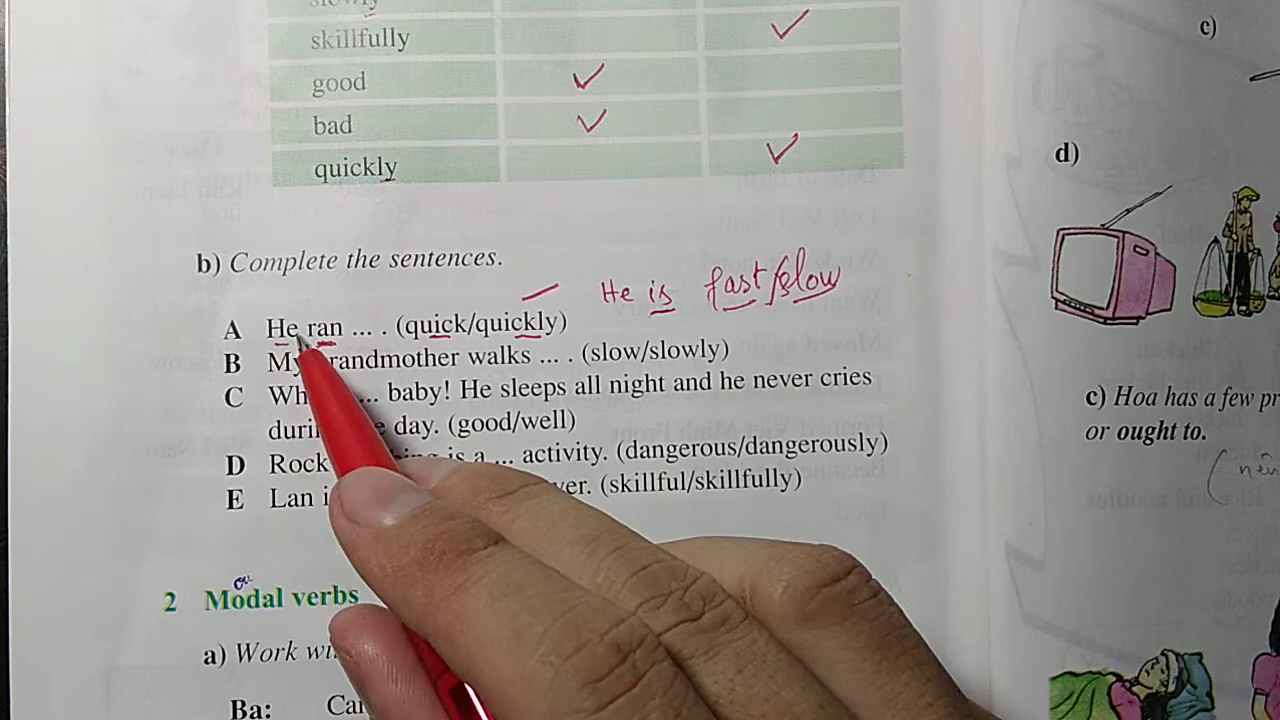 slowly
skillfully
good
bad
quickly
b) Complete the sentences.
He is fast/slow
A He ran ... . (quick/quickly)
B My grandmother walks ... . (slow/slowly)
C ... baby! He sleeps all night and he never cries
day. (good/well)
D Rock is a ... activity. (dangerous/dangerously)
E Lan (skillful/skillfully)
2 Modal verbs
a) Work
Ba:
c)
d)
c) Hoa has a few
or ought to.